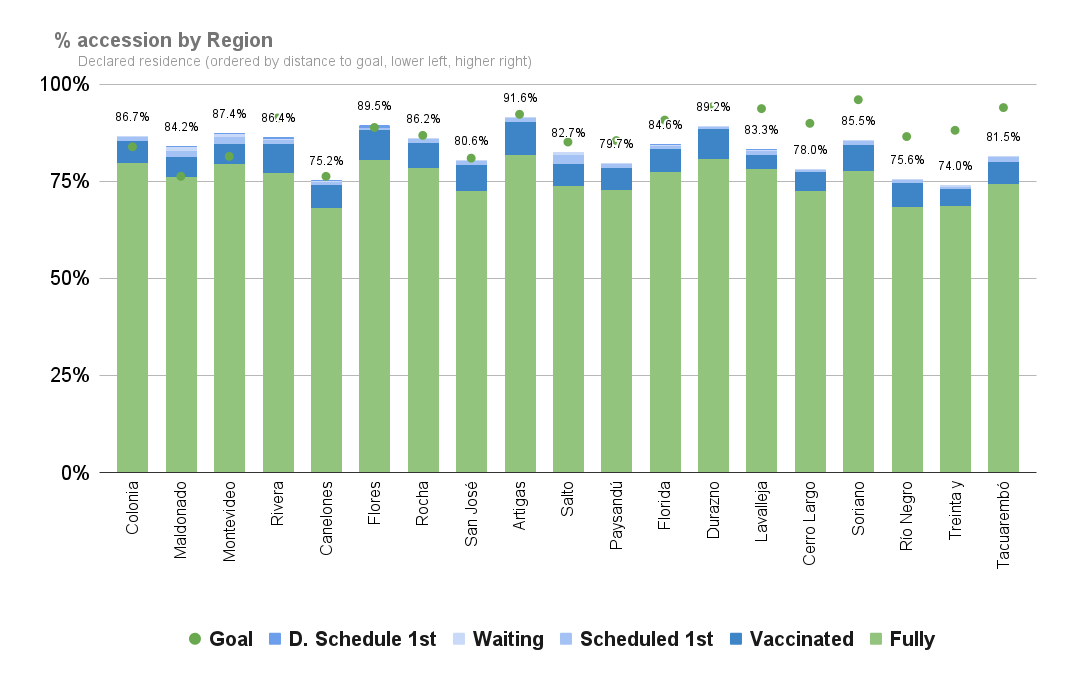 % accession by Region
Declared residence (ordered by distance to goal, lower left, higher right)
100%
75%
50%
25%
0%
86.7%
84.2%
87.4%
86.4%
75.2%
89.5%
86.2%
80.6%
91.6%
82.7%
79.7%
84.6%
89.2%
83.3%
78.0%
85.5%
75.6%
74.0%
81.5%
Colonia
Maldonado
Montevideo
Rivera
Canelones
Flores
Rocha
San José
Artigas
Salto
Paysandú
Florida
Durazno
Lavalleja
Cerro Largo
Soriano
Río Negro
Treinta y
Tacuarembó
Goal D. Schedule 1st Waiting Scheduled 1st Vaccinated Fully